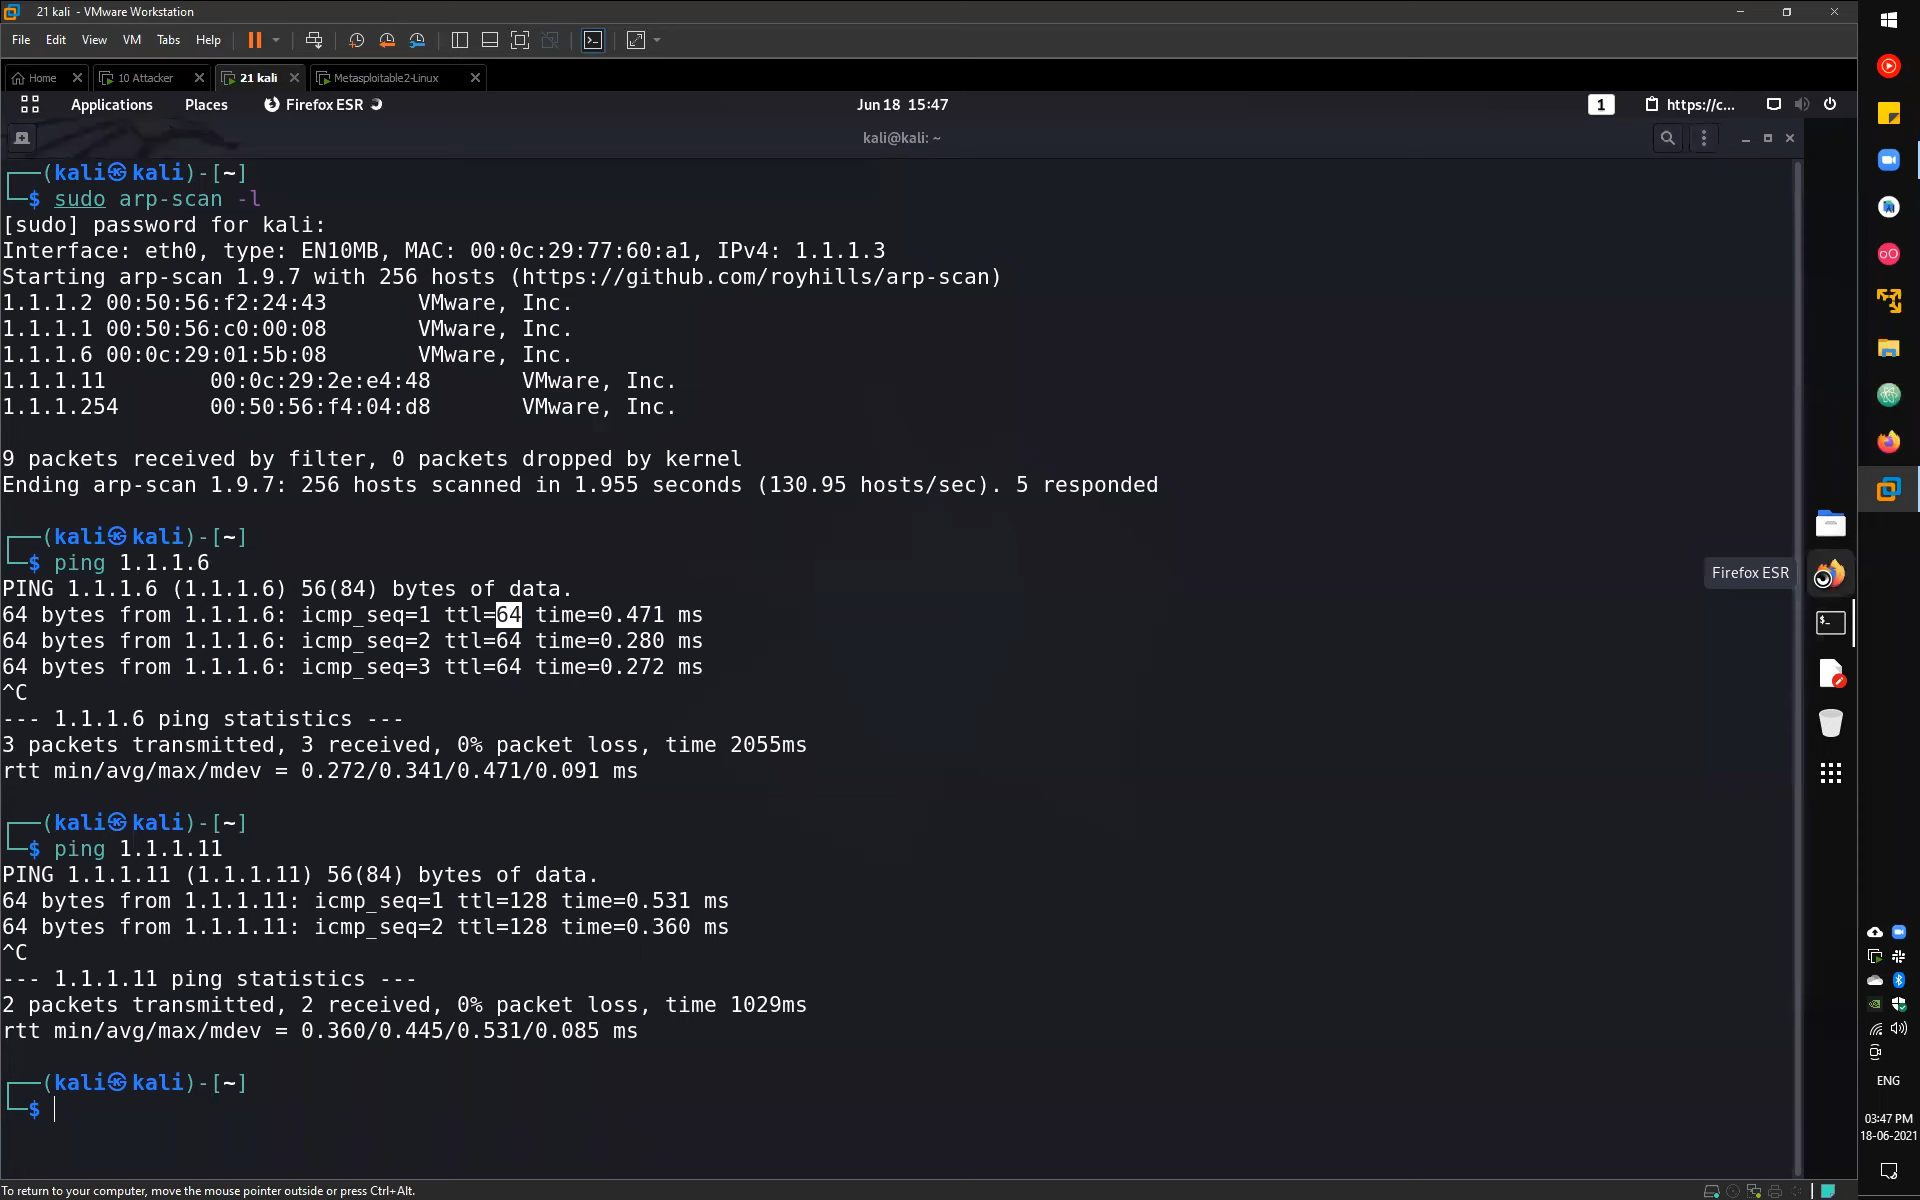 21 kali - VMware Workstation
File Edit View VM Tabs Help
Home 10 Attacker 21 kali Metasploitable2-Linux
Applications Places Firefox ESR Jun 18 15:47 1 https://c...
kali@kali: ~
┌──(kali㉿kali)-[~]
└─$ sudo arp-scan -l
[sudo] password for kali:
Interface: eth0, type: EN10MB, MAC: 00:0c:29:77:60:a1, IPv4: 1.1.1.3
Starting arp-scan 1.9.7 with 256 hosts (https://github.com/royhills/arp-scan)
1.1.1.2 00:50:56:f2:24:43 VMware, Inc.
1.1.1.1 00:50:56:c0:00:08 VMware, Inc.
1.1.1.6 00:0c:29:01:5b:08 VMware, Inc.
1.1.1.11 00:0c:29:2e:e4:48 VMware, Inc.
1.1.1.254 00:50:56:f4:04:d8 VMware, Inc.
9 packets received by filter, 0 packets dropped by kernel
Ending arp-scan 1.9.7: 256 hosts scanned in 1.955 seconds (130.95 hosts/sec). 5 responded
┌──(kali㉿kali)-[~]
└─$ ping 1.1.1.6
PING 1.1.1.6 (1.1.1.6) 56(84) bytes of data.
64 bytes from 1.1.1.6: icmp_seq=1 ttl=64 time=0.471 ms
64 bytes from 1.1.1.6: icmp_seq=2 ttl=64 time=0.280 ms
64 bytes from 1.1.1.6: icmp_seq=3 ttl=64 time=0.272 ms
^C
--- 1.1.1.6 ping statistics ---
3 packets transmitted, 3 received, 0% packet loss, time 2055ms
rtt min/avg/max/mdev = 0.272/0.341/0.471/0.091 ms
┌──(kali㉿kali)-[~]
└─$ ping 1.1.1.11
PING 1.1.1.11 (1.1.1.11) 56(84) bytes of data.
64 bytes from 1.1.1.11: icmp_seq=1 ttl=128 time=0.531 ms
64 bytes from 1.1.1.11: icmp_seq=2 ttl=128 time=0.360 ms
^C
--- 1.1.1.11 ping statistics ---
2 packets transmitted, 2 received, 0% packet loss, time 1029ms
rtt min/avg/max/mdev = 0.360/0.445/0.531/0.085 ms
┌──(kali㉿kali)-[~]
└─$
Firefox ESR
ENG
03:47 PM
18-06-2021
To return to your computer, move the mouse pointer outside or press Ctrl+Alt.